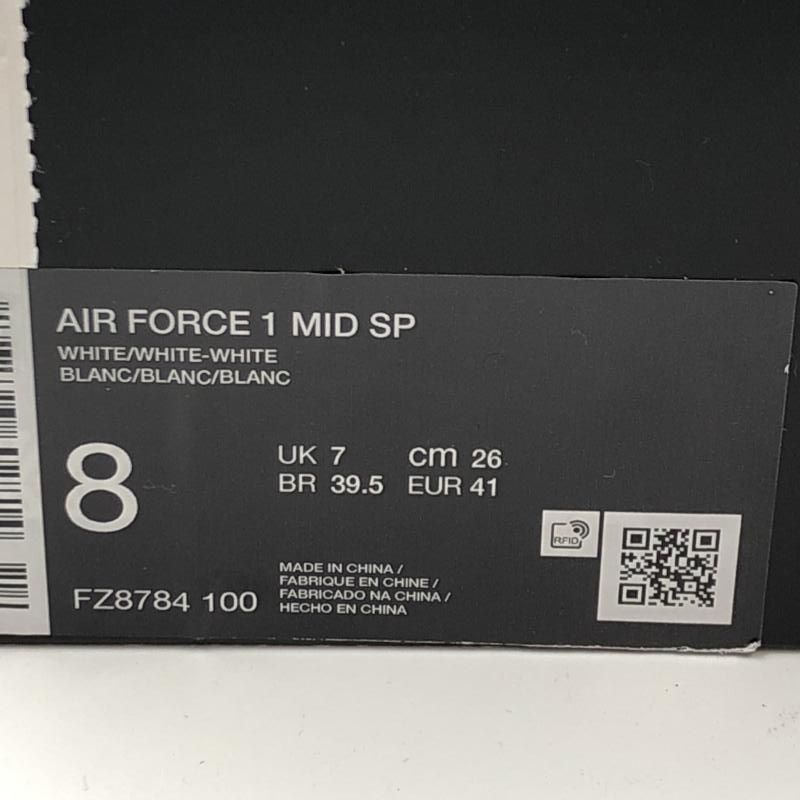 AIR FORCE 1 MID SP
WHITE/WHITE-WHITE
BLANC/BLANC/BLANC
8
UK 7 cm 26
BR 39.5 EUR 41
RFID
FZ8784 100
MADE IN CHINA /
FABRIQUE EN CHINE /
FABRICADO NA CHINA /
HECHO EN CHINA